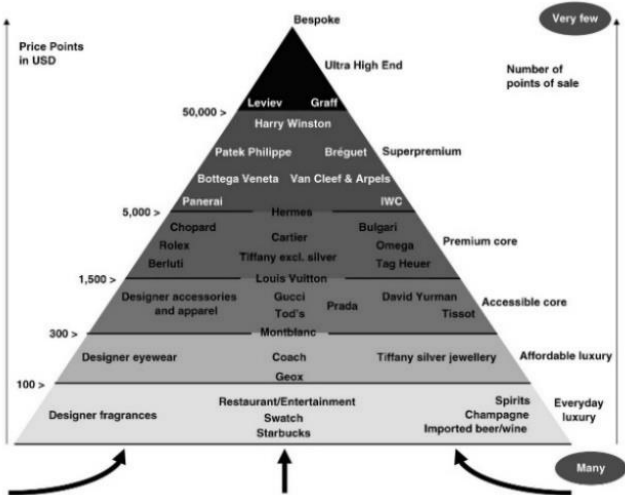 Bespoke
Very few
Price Points
in USD
Ultra High End
Number of
points of sale
Leviev Graff
50,000 >
Harry Winston
Patek Philippe Bréguet Superpremium
Bottega Veneta Van Cleef & Arpels
Panerai IWC
5,000 > Hermes
Chopard Bulgari
Cartier Premium core
Rolex Omega
Tiffany excl. silver
Berluti Tag Heuer
1,500 > Louis Vuitton
Designer accessories
and apparel
Gucci David Yurman
Prada Accessible core
Tod's Tissot
300 > Montblanc
Designer eyewear Coach Tiffany silver jewellery Affordable luxury
100 > Geox
Restaurant/Entertainment Spirits
Designer fragrances Champagne
Swatch Imported beer/wine
Starbucks
Everyday
luxury
Many